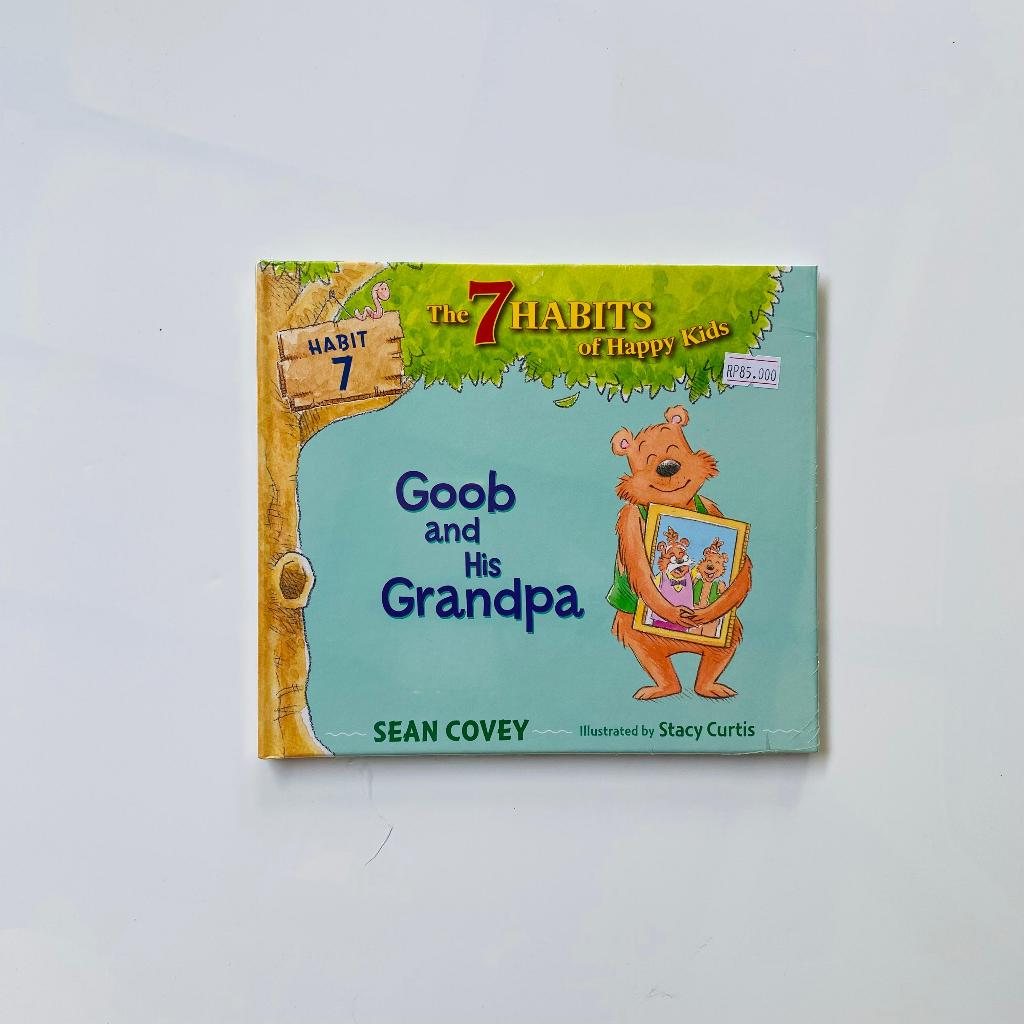 The 7 HABITS
of Happy Kids
HABIT
7
RP85.000
Goob
and
His
Grandpa
SEAN COVEY
Illustrated by Stacy Curtis